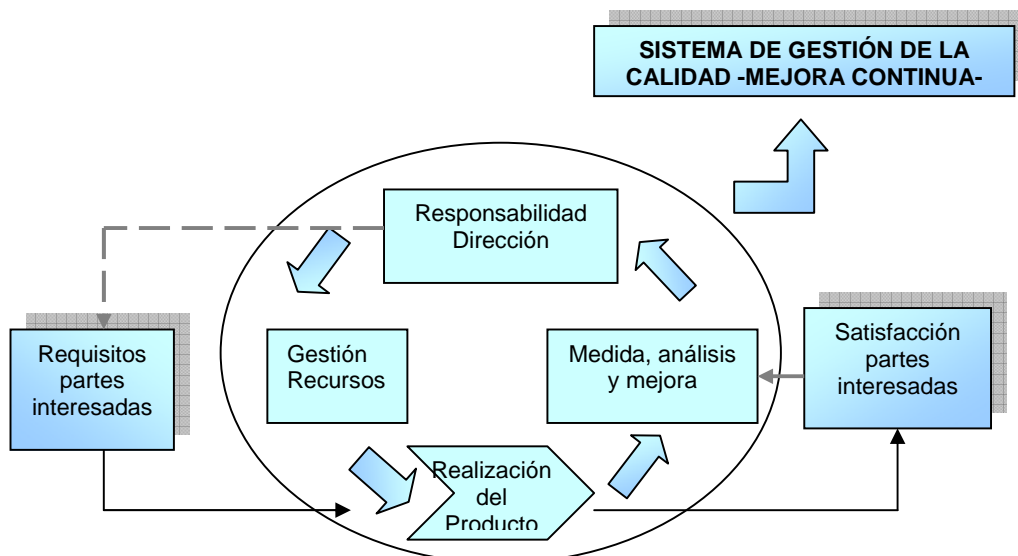 SISTEMA DE GESTIÓN DE LA
CALIDAD -MEJORA CONTINUA-
Responsabilidad
Dirección
Requisitos
partes
interesadas
Gestión
Recursos
Medida, análisis
y mejora
Satisfacción
partes
interesadas
Realización
del
Producto